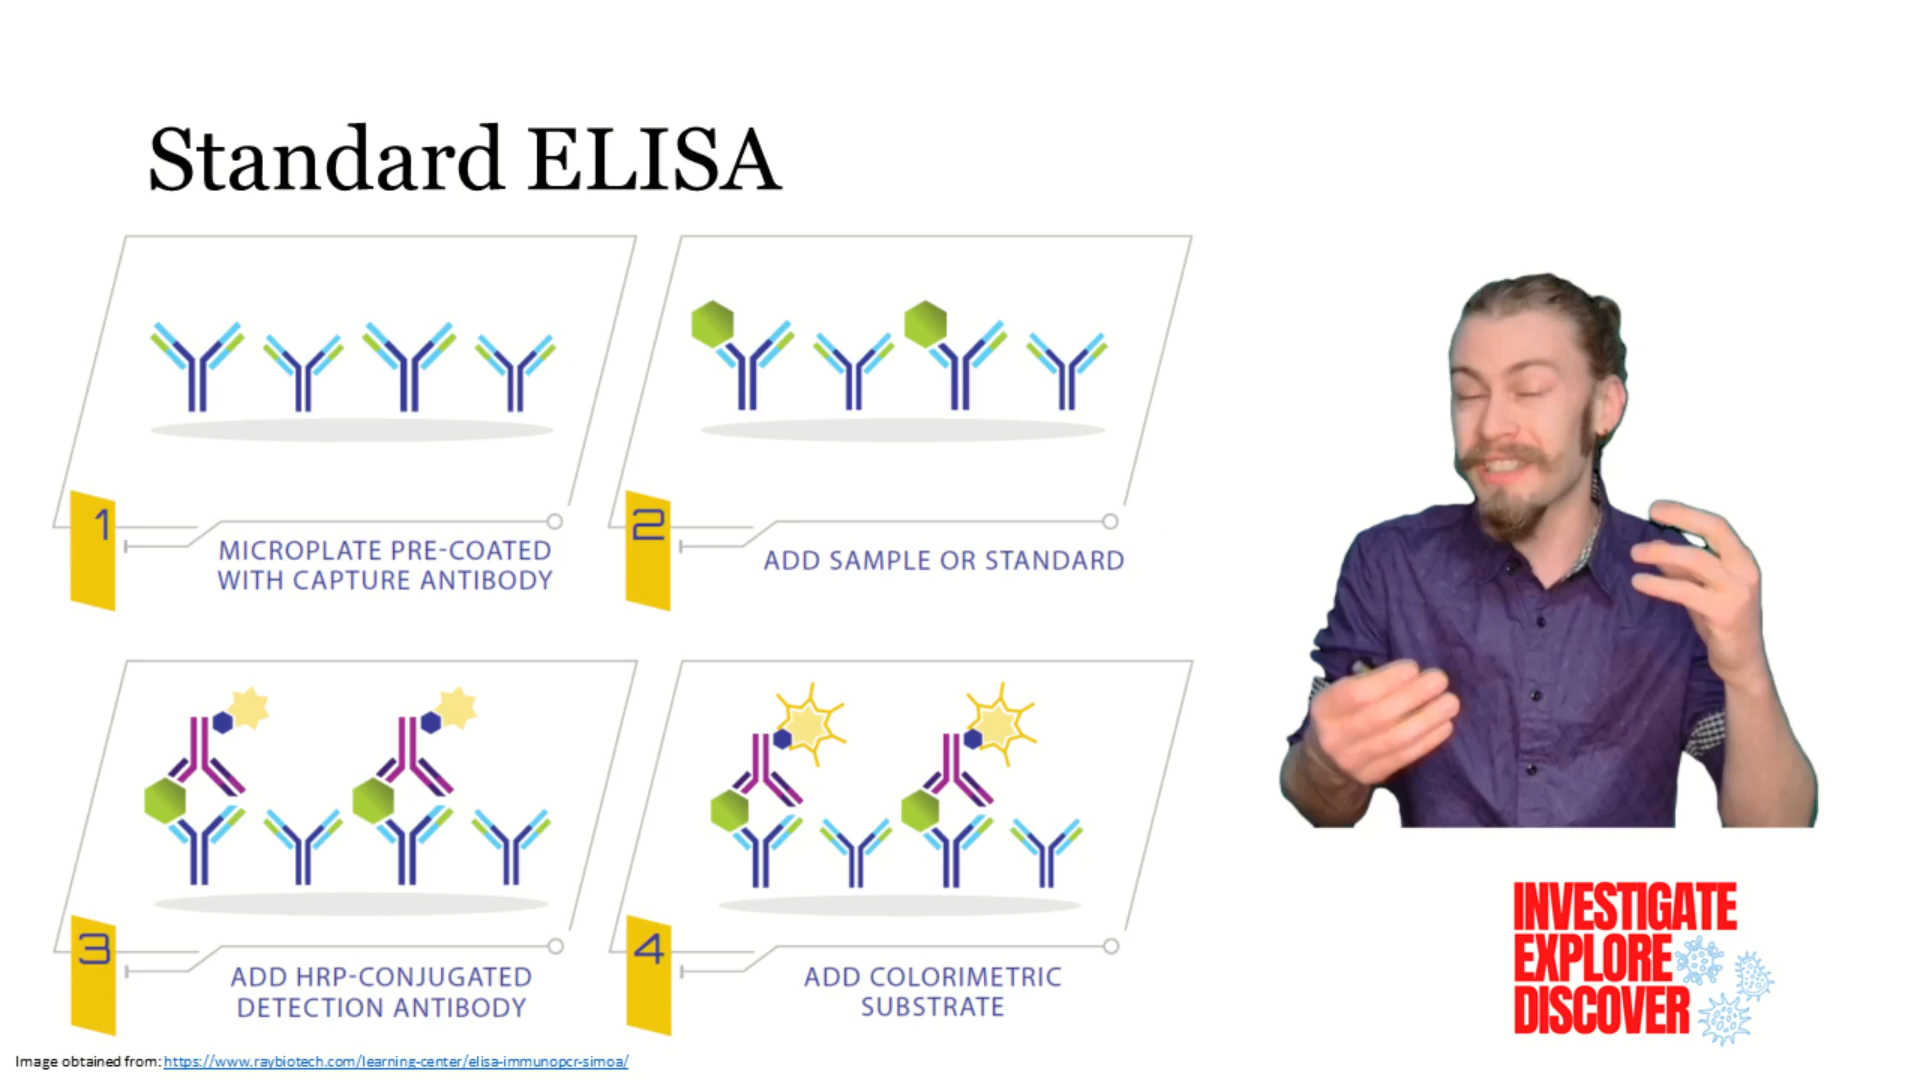 Standard ELISA
1
MICROPLATE PRE-COATED
WITH CAPTURE ANTIBODY
2
ADD SAMPLE OR STANDARD
3
ADD HRP-CONJUGATED
DETECTION ANTIBODY
4
ADD COLORIMETRIC
SUBSTRATE
INVESTIGATE
EXPLORE
DISCOVER
Image obtained from: https://www.raybiotech.com/learning-center/elisa-immunopcr-simoa/